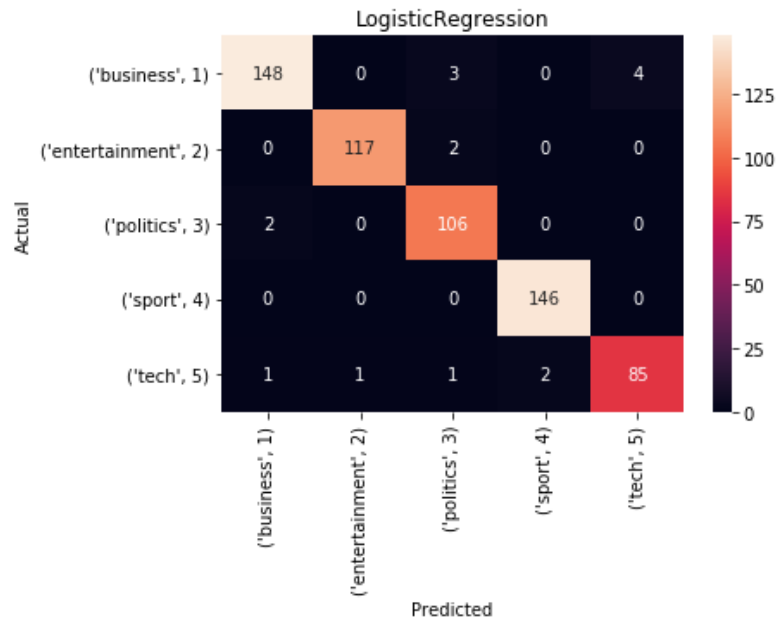 LogisticRegression
('business', 1) 148 0 3 0 4
('entertainment', 2) 0 117 2 0 0
('politics', 3) 2 0 106 0 0
('sport', 4) 0 0 0 146 0
('tech', 5) 1 1 1 2 85
Actual
('business', 1) ('entertainment', 2) ('politics', 3) ('sport', 4) ('tech', 5)
Predicted
125
100
75
50
25
0